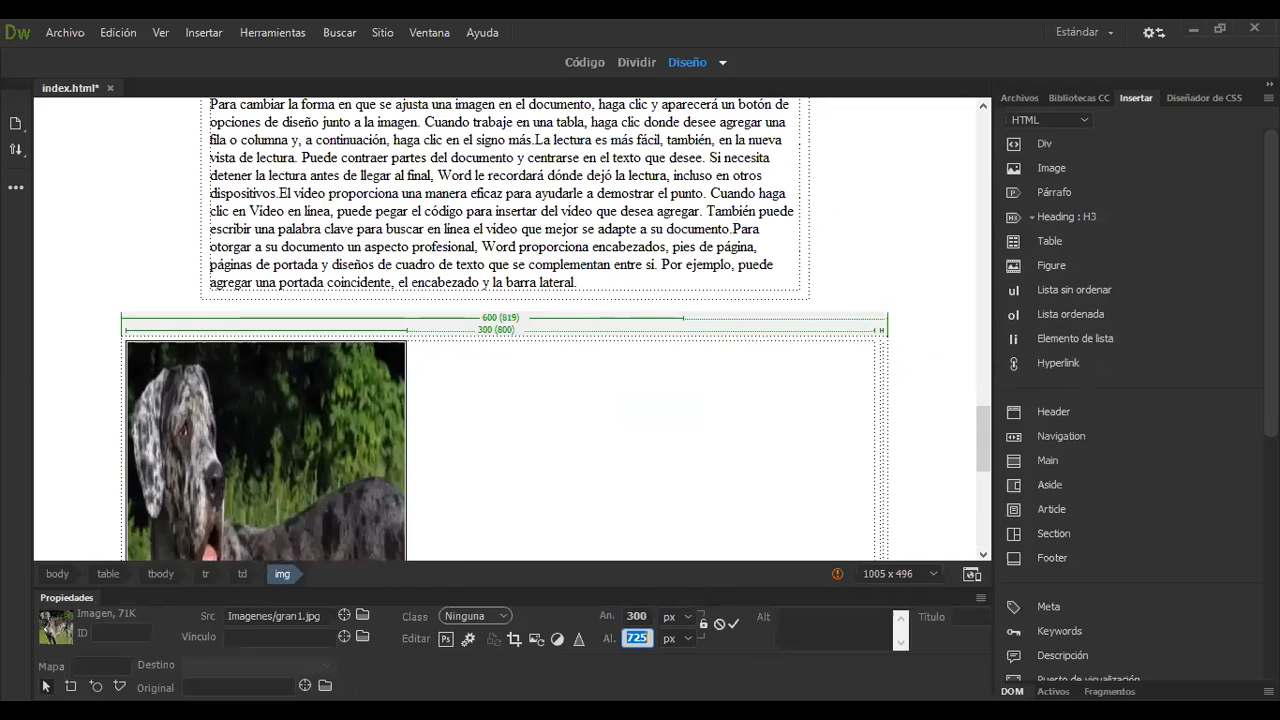 Dw
Archivo Edición Ver Insertar Herramientas Buscar Sitio Ventana Ayuda Estándar
Código Dividir Diseño
index.html*
Archivos Bibliotecas CC Insertar Diseñador de CSS
HTML
Div
Image
Párrafo
Heading : H3
Table
Figure
ul Lista sin ordenar
ol Lista ordenada
li Elemento de lista
Hyperlink
Header
Navigation
Main
Aside
Article
Section
Footer
Meta
Keywords
Descripción
Puerto de visualización
DOM Activos Fragmentos
Para cambiar la forma en que se ajusta una imagen en el documento, haga clic y aparecerá un botón de
opciones de diseño junto a la imagen. Cuando trabaje en una tabla, haga clic donde desee agregar una
fila o columna y, a continuación, haga clic en el signo más.La lectura es más fácil, también, en la nueva
vista de lectura. Puede contraer partes del documento y centrarse en el texto que desee. Si necesita
detener la lectura antes de llegar al final, Word le recordará dónde dejó la lectura, incluso en otros
dispositivos.El vídeo proporciona una manera eficaz para ayudarle a demostrar el punto. Cuando haga
clic en Vídeo en línea, puede pegar el código para insertar del vídeo que desea agregar. También puede
escribir una palabra clave para buscar en línea el vídeo que mejor se adapte a su documento.Para
otorgar a su documento un aspecto profesional, Word proporciona encabezados, pies de página,
páginas de portada y diseños de cuadro de texto que se complementan entre sí. Por ejemplo, puede
agregar una portada coincidente, el encabezado y la barra lateral.
600 (819)
300 (800)
body table tbody tr td img 1005 x 496
Propiedades
Imagen, 71K Src Imagenes/gran1.jpg Class Ninguna An. 300 px Alt Título
ID Vínculo Editar Ps Al. 725 px
Mapa Destino
Original